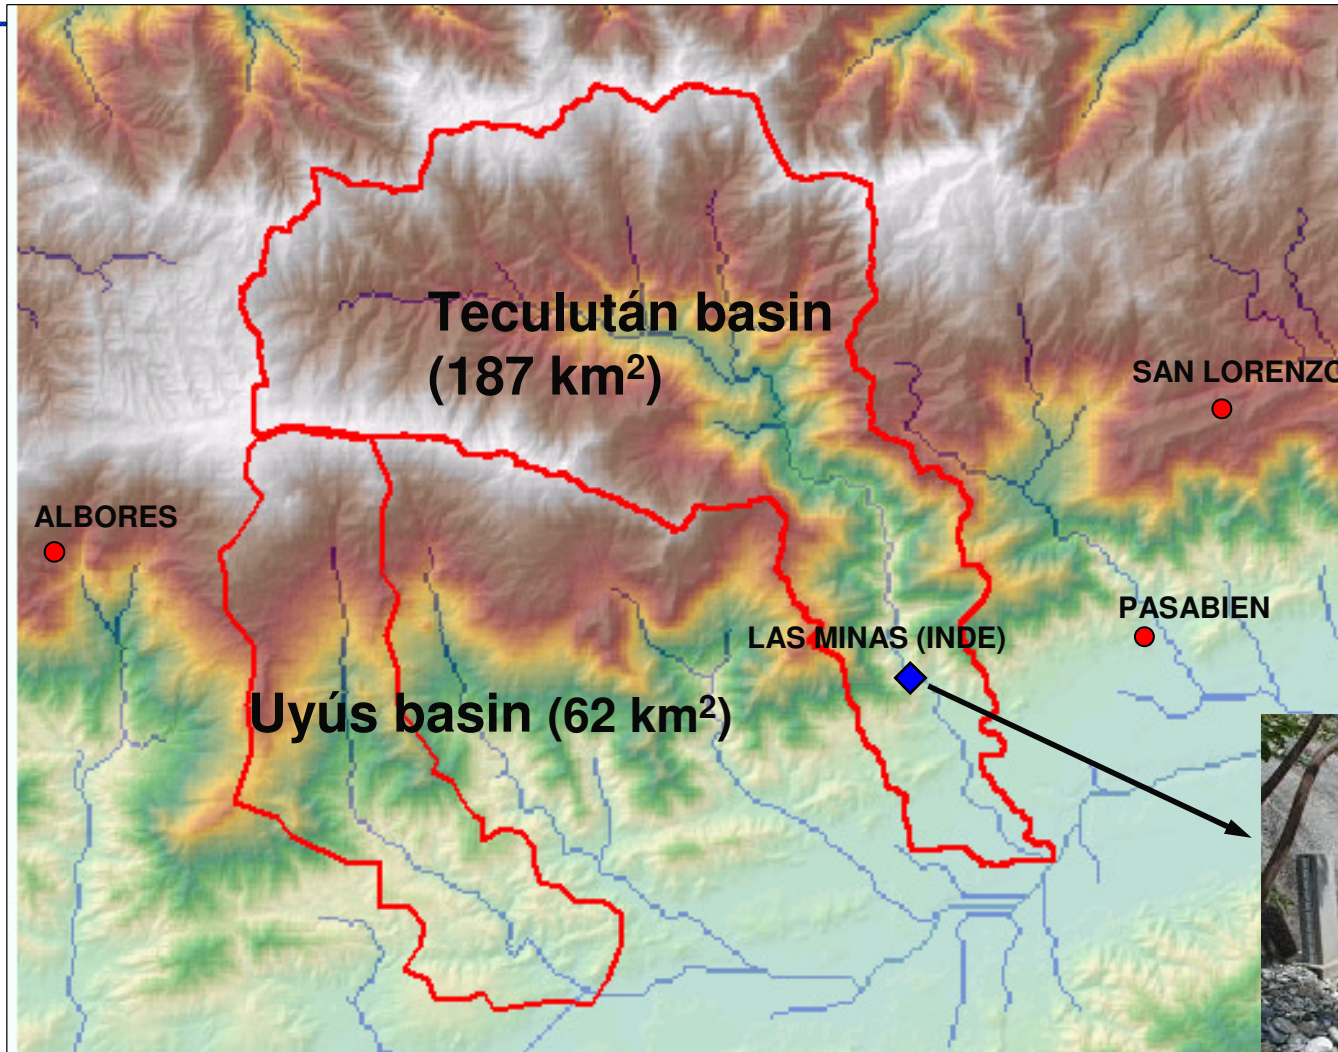 Teculután basin
(187 km²)
SAN LORENZO
ALBORES
PASABIEN
LAS MINAS (INDE)
Uyús basin (62 km²)